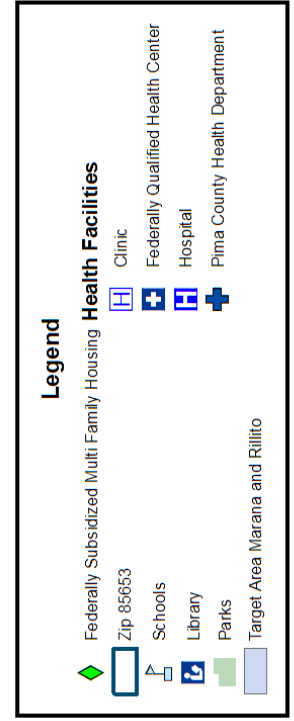 Legend
Federally Subsidized Multi Family Housing
Zip 85653
Schools
Library
Parks
Target Area Marana and Rillito
Health Facilities
H Clinic
Federally Qualified Health Center
H Hospital
Pima County Health Department